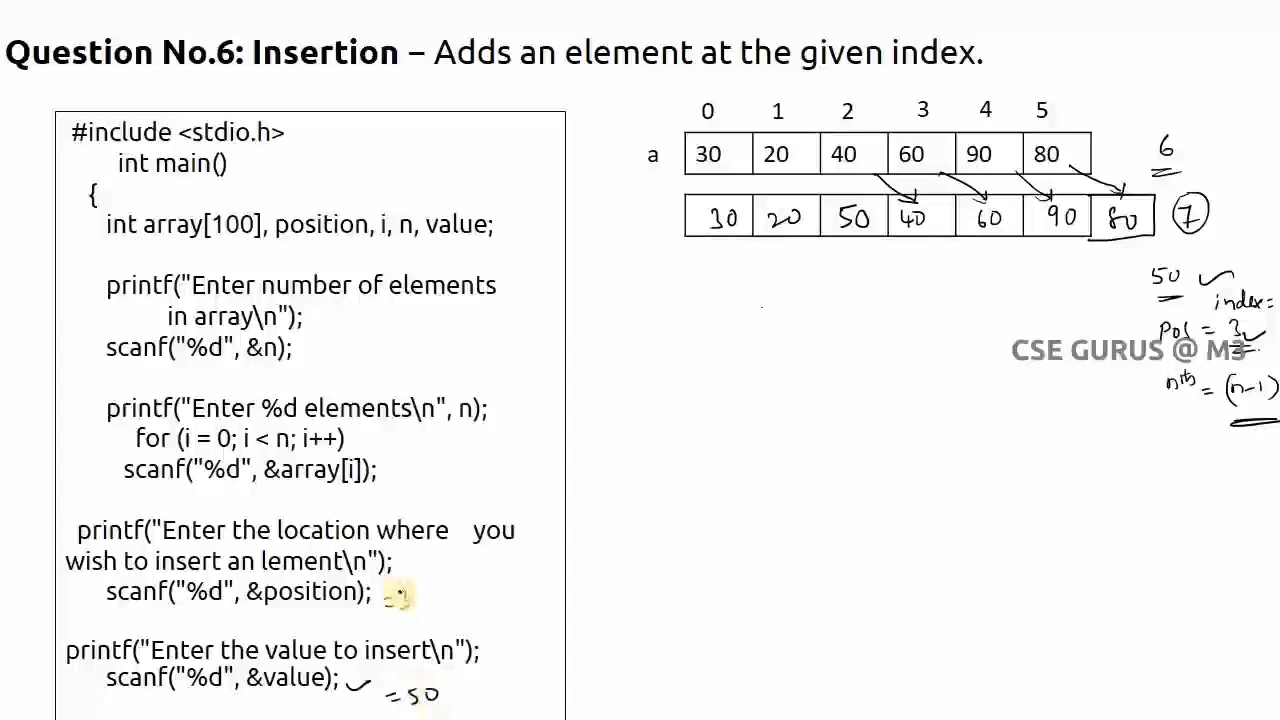 Question No.6: Insertion – Adds an element at the given index.
#include <stdio.h>
int main()
{
int array[100], position, i, n, value;
printf("Enter number of elements
in array\n");
scanf("%d", &n);
printf("Enter %d elements\n", n);
for (i = 0; i < n; i++)
scanf("%d", &array[i]);
printf("Enter the location where you
wish to insert an lement\n");
scanf("%d", &position); = 3
printf("Enter the value to insert\n");
scanf("%d", &value);
= 50
0 1 2 3 4 5
a 30 20 40 60 90 80 6
30 20 50 40 60 90 80 7
50
index=
pos = 3
CSE GURUS @ M3
nth = (n-1)